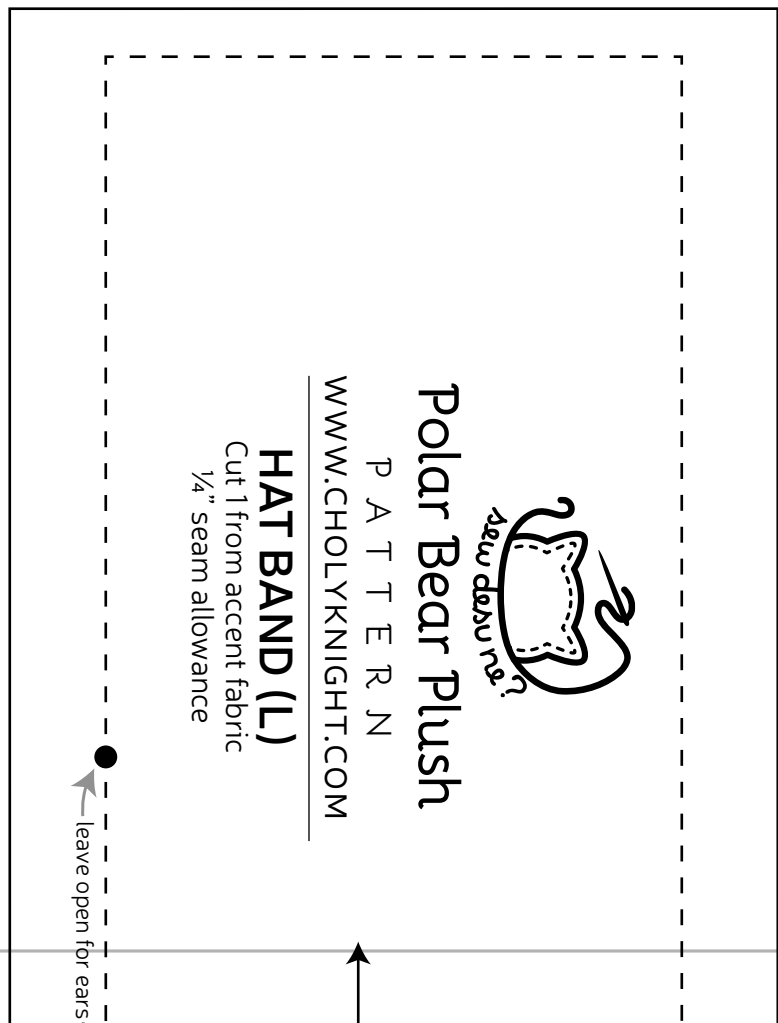 sew desu ne?
Polar Bear Plush
PATTERN
WWW.CHOLYKNIGHT.COM
HAT BAND (L)
Cut 1 from accent fabric
¼” seam allowance
leave open for ears